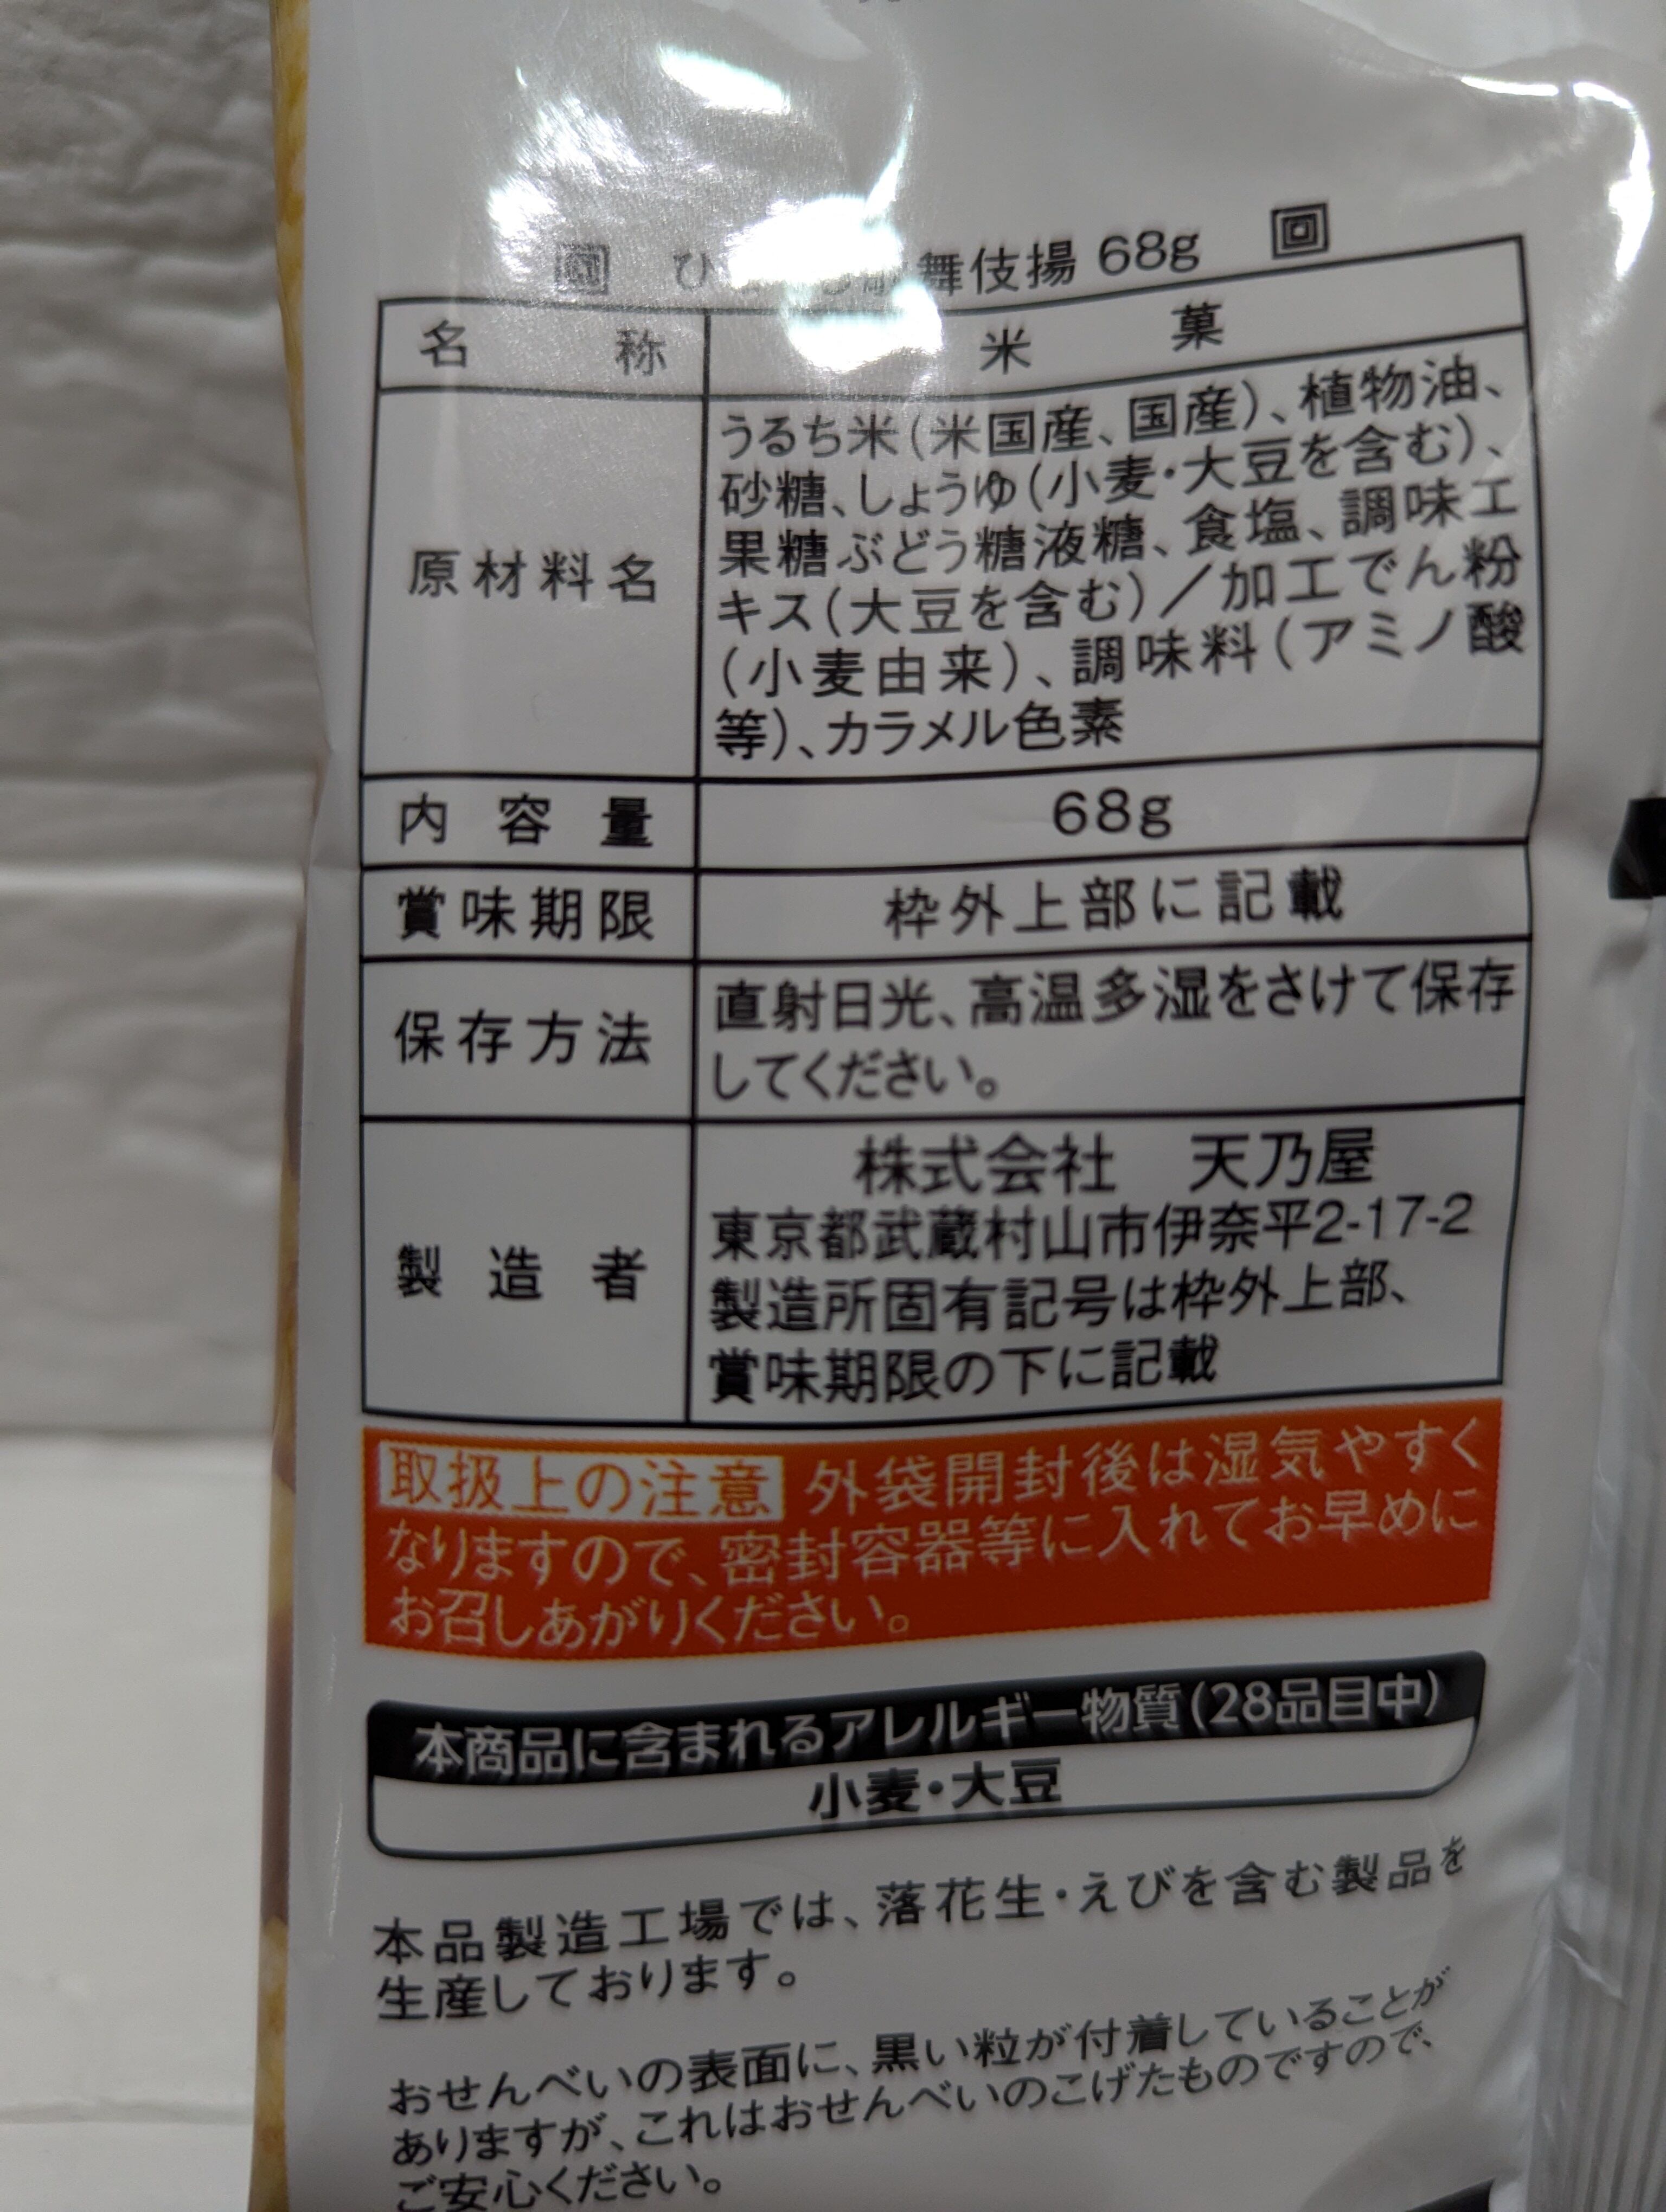 ひ 舞伎揚 68g
名称 米菓
原材料名
うるち米(米国産、国産)、植物油、
砂糖、しょうゆ(小麦・大豆を含む)、
果糖ぶどう糖液糖、食塩、調味エ
キス(大豆を含む)/加工でん粉
(小麦由来)、調味料(アミノ酸
等)、カラメル色素
内容量 68g
賞味期限 枠外上部に記載
保存方法
直射日光、高温多湿をさけて保存
してください。
製造者
株式会社 天乃屋
東京都武蔵村山市伊奈平2-17-2
製造所固有記号は枠外上部、
賞味期限の下に記載
取扱上の注意 外袋開封後は湿気やすく
なりますので、密封容器等に入れてお早めに
お召しあがりください。
本商品に含まれるアレルギー物質(28品目中)
小麦・大豆
本品製造工場では、落花生・えびを含む製品を
生産しております。
おせんべいの表面に、黒い粒が付着していることが
ありますが、これはおせんべいのこげたものですので、
ご安心ください。